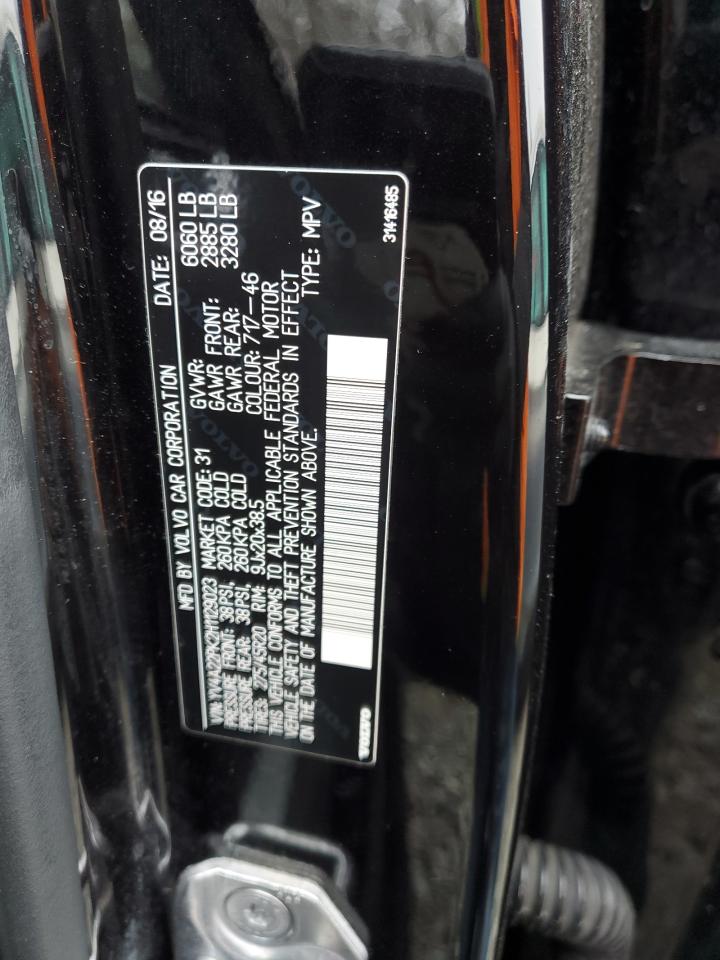 MFD BY VOLVO CAR CORPORATION DATE: 08/16
VIN: YV4A22PK2H1129023 MARKET CODE: 31 GVWR: 6060 LB
PRESSURE FRONT: 38PSI, 260KPA COLD GAWR FRONT: 2885 LB
PRESSURE REAR: 38PSI, 260KPA COLD GAWR REAR: 3280 LB
TIRES: 275/45R20 RIM: 9Jx20x38.5 COLOUR: 717-46
THIS VEHICLE CONFORMS TO ALL APPLICABLE FEDERAL MOTOR
VEHICLE SAFETY AND THEFT PREVENTION STANDARDS IN EFFECT
ON THE DATE OF MANUFACTURE SHOWN ABOVE. TYPE: MPV
VOLVO 31416485